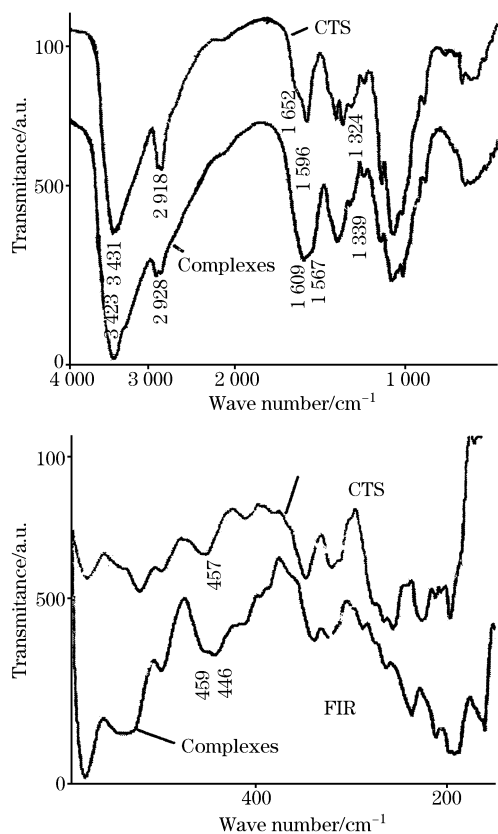 CTS
100
1 652
1 596
1 324
2 918
Transmitance/a.u.
500
3 431
3 423
2 928
Complexes
1 609
1 567
1 339
0
4 000
3 000
2 000
1 000
Wave number/cm⁻¹
100
CTS
457
Transmitance/a.u.
500
459
446
FIR
Complexes
0
400
200
Wave number/cm⁻¹